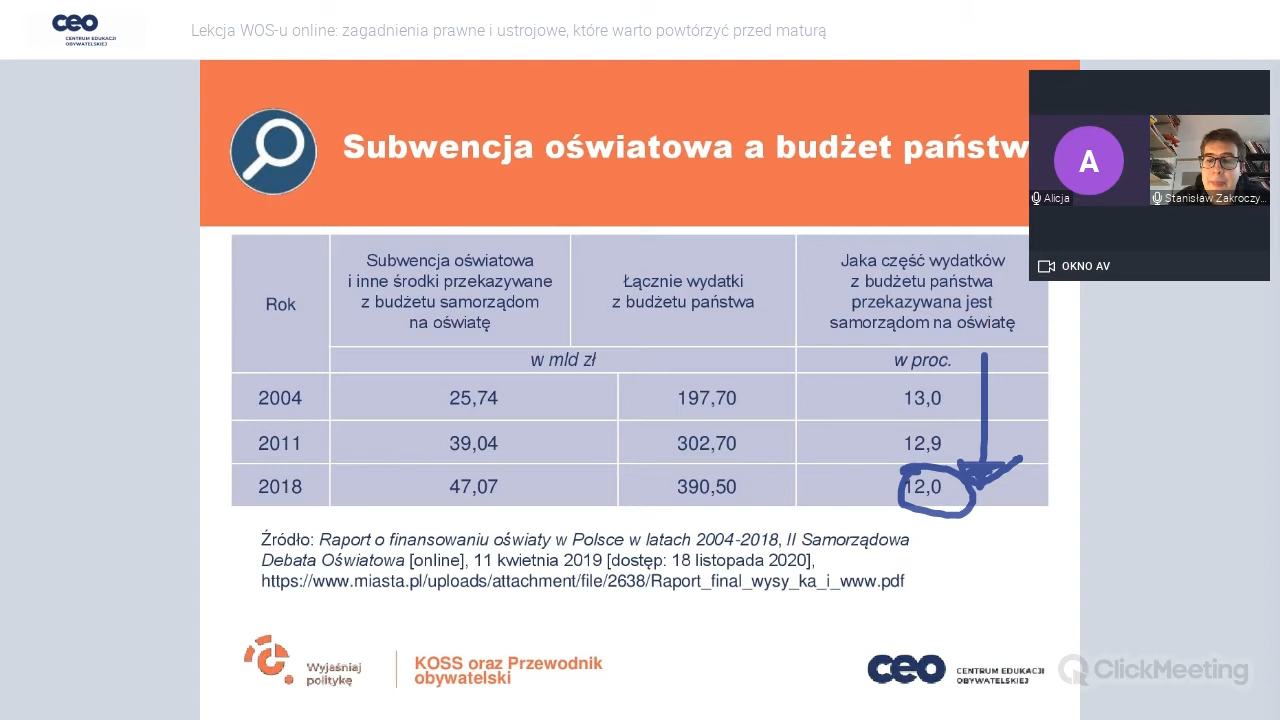 ceo
CENTRUM EDUKACJI
OBYWATELSKIEJ
Lekcja WOS-u online: zagadnienia prawne i ustrojowe, które warto powtórzyć przed maturą
Subwencja oświatowa a budżet państw
A
Alicja
Stanisław Zakroczy...
OKNO AV
Rok
Subwencja oświatowa
i inne środki przekazywane
z budżetu samorządom
na oświatę
Łącznie wydatki
z budżetu państwa
Jaka część wydatków
z budżetu państwa
przekazywana jest
samorządom na oświatę
w mld zł
w proc.
2004 25,74 197,70 13,0
2011 39,04 302,70 12,9
2018 47,07 390,50 12,0
Źródło: Raport o finansowaniu oświaty w Polsce w latach 2004-2018, II Samorządowa
Debata Oświatowa [online], 11 kwietnia 2019 [dostęp: 18 listopada 2020],
https://www.miasta.pl/uploads/attachment/file/2638/Raport_final_wysy_ka_i_www.pdf
Wyjaśniaj
politykę
KOSS oraz Przewodnik
obywatelski
ceo
CENTRUM EDUKACJI
OBYWATELSKIEJ
ClickMeeting